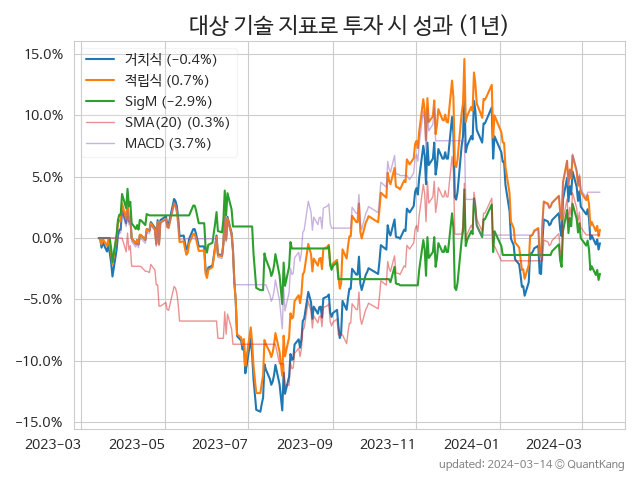 대상 기술 지표로 투자 시 성과 (1년)
거치식 (−0.4%)
적립식 (0.7%)
SigM (−2.9%)
SMA(20) (0.3%)
MACD (3.7%)
15.0%
10.0%
5.0%
0.0%
−5.0%
−10.0%
−15.0%
2023-03 2023-05 2023-07 2023-09 2023-11 2024-01 2024-03
updated: 2024-03-14 ⓒ QuantKang